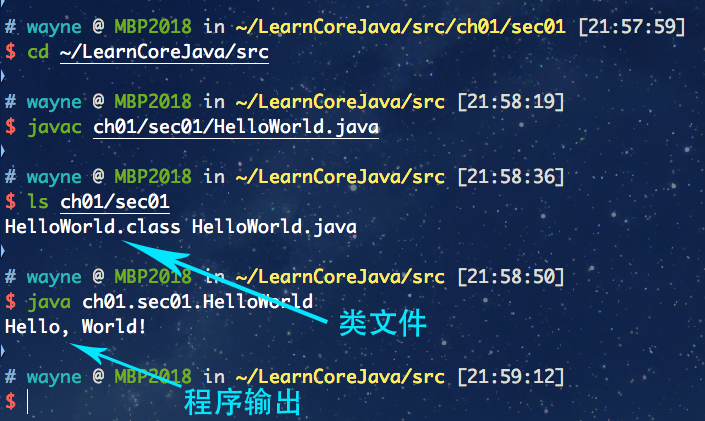 # wayne @ MBP2018 in ~/LearnCoreJava/src/ch01/sec01 [21:57:59]
$ cd ~/LearnCoreJava/src
# wayne @ MBP2018 in ~/LearnCoreJava/src [21:58:19]
$ javac ch01/sec01/HelloWorld.java
# wayne @ MBP2018 in ~/LearnCoreJava/src [21:58:36]
$ ls ch01/sec01
HelloWorld.class HelloWorld.java
# wayne @ MBP2018 in ~/LearnCoreJava/src [21:58:50]
$ java ch01.sec01.HelloWorld
类文件
Hello, World!
# wayne @ MBP2018 in ~/LearnCoreJava/src [21:59:12]
$
程序输出